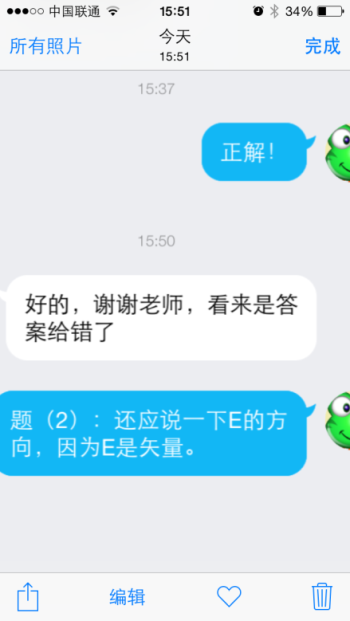 中国联通 15:51 34%
所有照片 今天 完成
15:51
15:37
正解！
15:50
好的，谢谢老师，看来是答
案给错了
题（2）：还应说一下E的方
向，因为E是矢量。
编辑